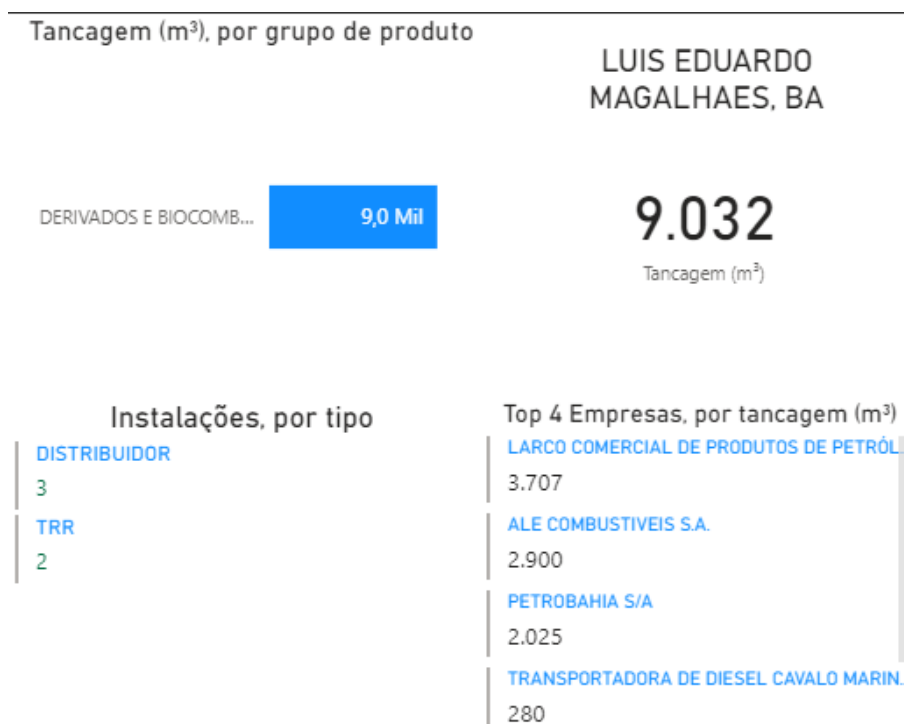 Tancagem (m³), por grupo de produto
LUIS EDUARDO
MAGALHAES, BA
DERIVADOS E BIOCOMB...
9,0 Mil
9.032
Tancagem (m³)
Instalações, por tipo
DISTRIBUIDOR
3
TRR
2
Top 4 Empresas, por tancagem (m³)
LARCO COMERCIAL DE PRODUTOS DE PETRÓL...
3.707
ALE COMBUSTIVEIS S.A.
2.900
PETROBAHIA S/A
2.025
TRANSPORTADORA DE DIESEL CAVALO MARIN...
280